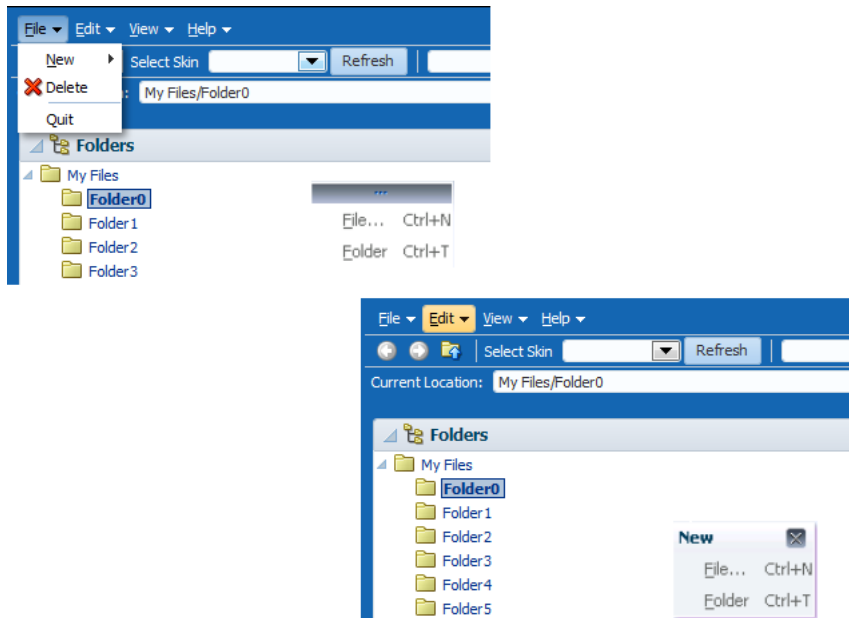 File Edit View Help
New Select Skin Refresh
Delete : My Files/Folder0
Quit
Folders
My Files
Folder0
Folder1
Folder2
Folder3
...
File... Ctrl+N
Folder Ctrl+T
File Edit View Help
Select Skin Refresh
Current Location: My Files/Folder0
Folders
My Files
Folder0
Folder1
Folder2
Folder3
Folder4
Folder5
New
File... Ctrl+N
Folder Ctrl+T